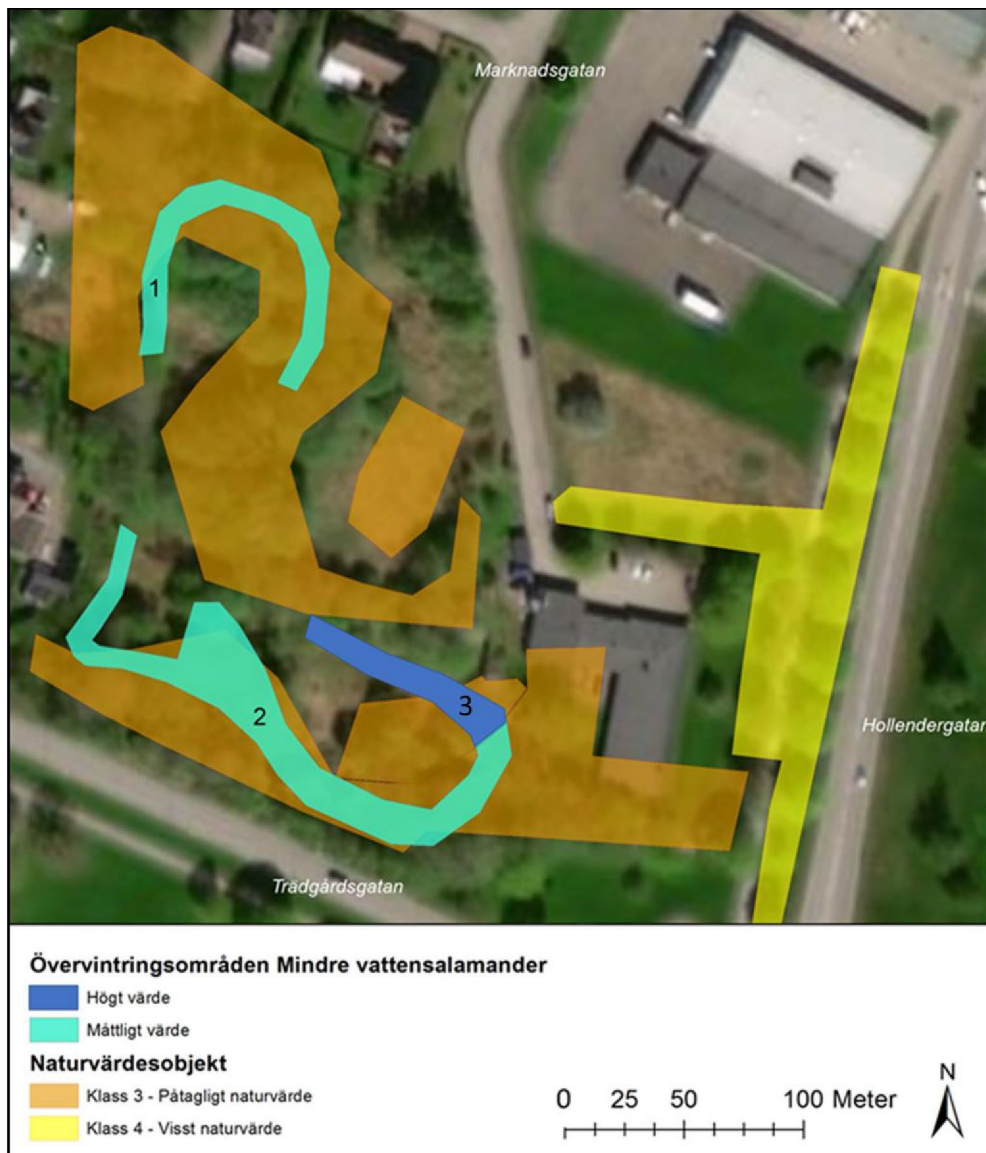 Marknadsgatan
1
3
2
Hollendergatan
Trädgårdsgatan
Övervintringsområden Mindre vattensalamander
Högt värde
Måttligt värde
Naturvärdesobjekt
Klass 3 - Påtagligt naturvärde
Klass 4 - Visst naturvärde
N
0 25 50 100 Meter